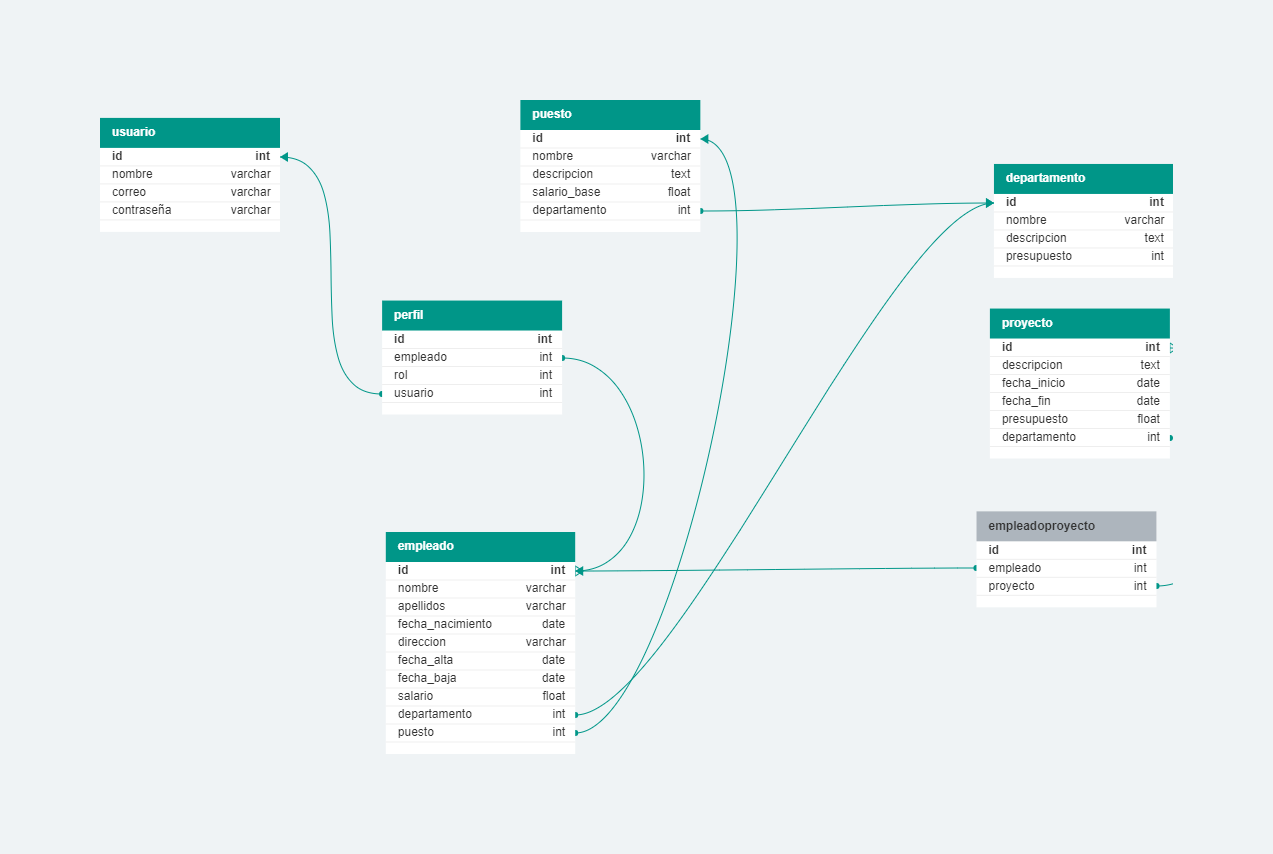 usuario
id int
nombre varchar
correo varchar
contraseña varchar
puesto
id int
nombre varchar
descripcion text
salario_base float
departamento int
departamento
id int
nombre varchar
descripcion text
presupuesto int
perfil
id int
empleado int
rol int
usuario int
proyecto
id int
descripcion text
fecha_inicio date
fecha_fin date
presupuesto float
departamento int
empleado
id int
nombre varchar
apellidos varchar
fecha_nacimiento date
direccion varchar
fecha_alta date
fecha_baja date
salario float
departamento int
puesto int
empleadoproyecto
id int
empleado int
proyecto int